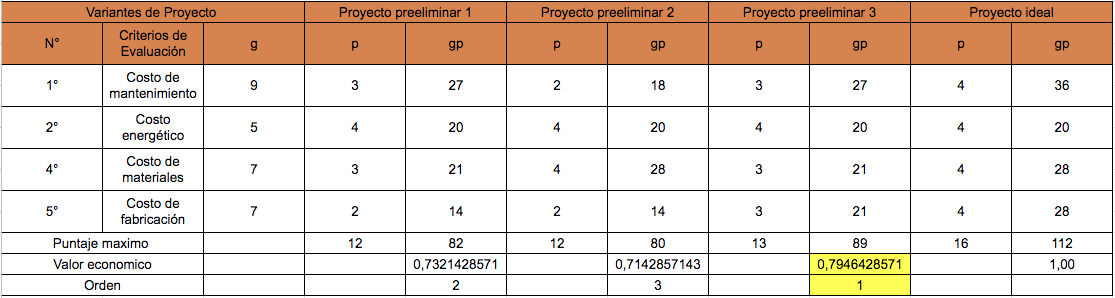 Variantes de Proyecto Proyecto preeliminar 1 Proyecto preeliminar 2 Proyecto preeliminar 3 Proyecto ideal
N° Criterios de Evaluación g p gp p gp p gp p gp
1° Costo de mantenimiento 9 3 27 2 18 3 27 4 36
2° Costo energético 5 4 20 4 20 4 20 4 20
4° Costo de materiales 7 3 21 4 28 3 21 4 28
5° Costo de fabricación 7 2 14 2 14 3 21 4 28
Puntaje maximo 12 82 12 80 13 89 16 112
Valor economico 0,7321428571 0,7142857143 0,7946428571 1,00
Orden 2 3 1